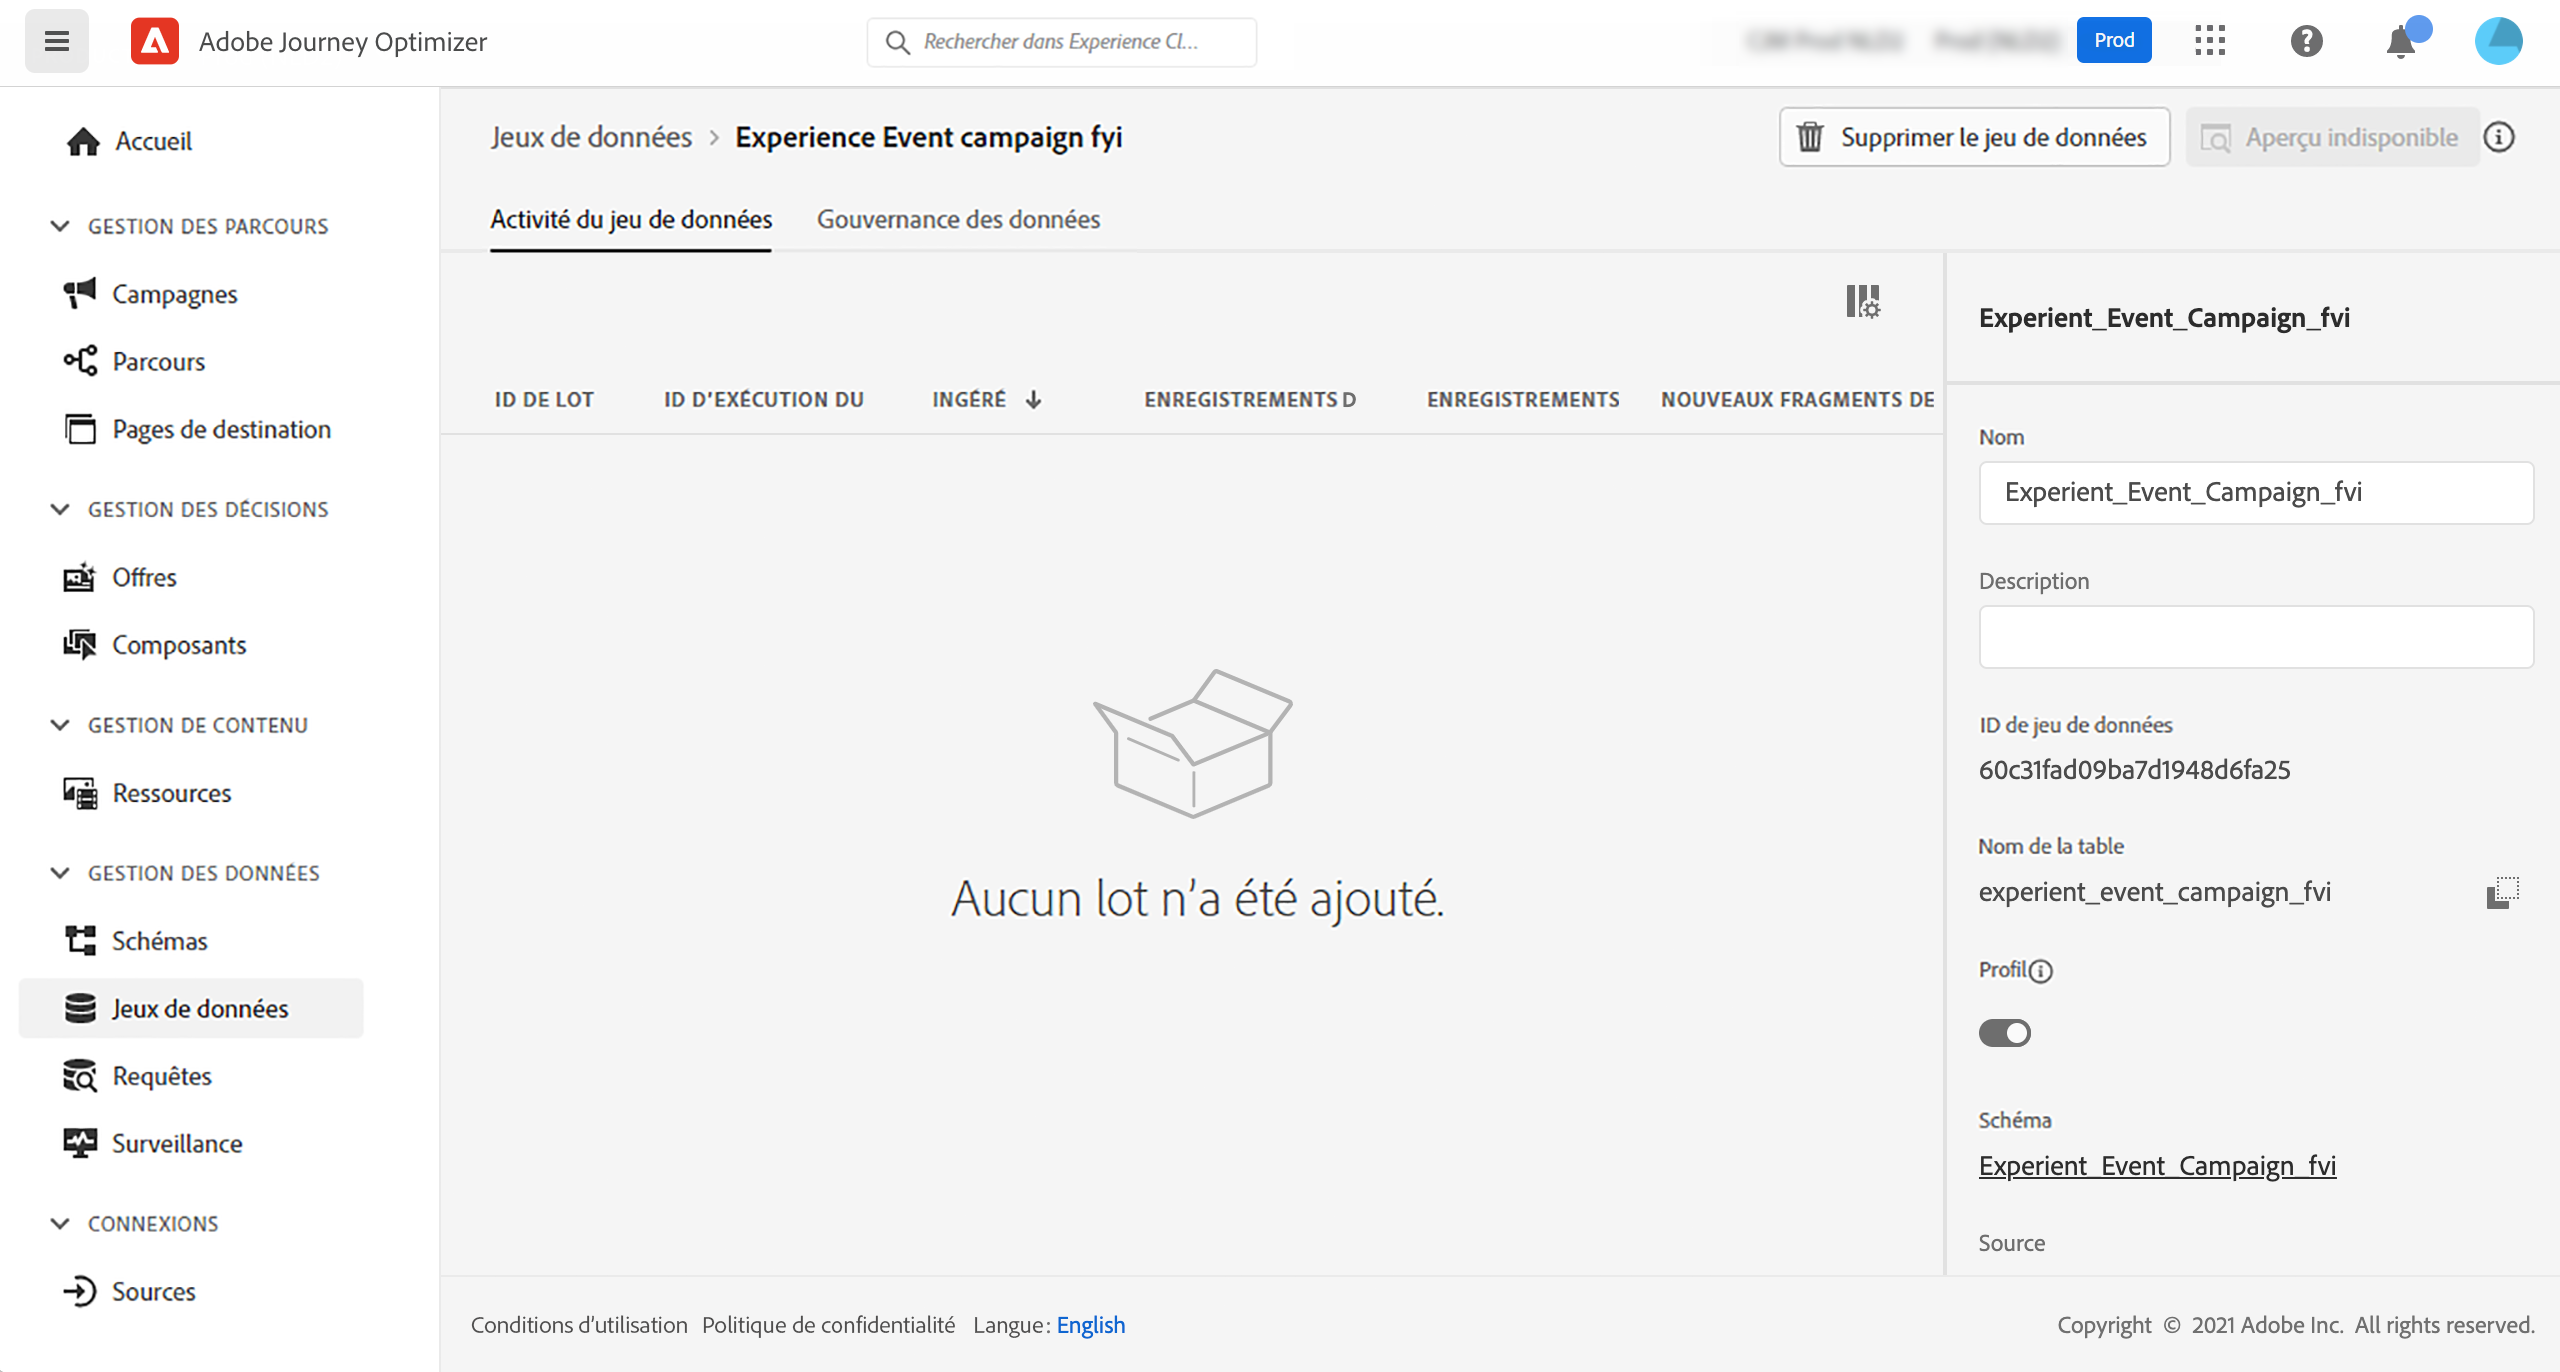 Adobe Journey Optimizer
Rechercher dans Experience Cl...
Prod
Accueil
GESTION DES PARCOURS
Campagnes
Parcours
Pages de destination
GESTION DES DÉCISIONS
Offres
Composants
GESTION DE CONTENU
Ressources
GESTION DES DONNÉES
Schémas
Jeux de données
Requêtes
Surveillance
CONNEXIONS
Sources
Jeux de données > Experience Event campaign fyi
Supprimer le jeu de données
Aperçu indisponible
Activité du jeu de données
Gouvernance des données
ID DE LOT
ID D’EXÉCUTION DU
INGÉRÉ
ENREGISTREMENTS D
ENREGISTREMENTS
NOUVEAUX FRAGMENTS DE
Aucun lot n’a été ajouté.
Experient_Event_Campaign_fvi
Nom
Experient_Event_Campaign_fvi
Description
ID de jeu de données
60c31fad09ba7d1948d6fa25
Nom de la table
experient_event_campaign_fvi
Profil
Schéma
Experient_Event_Campaign_fvi
Source
Conditions d’utilisation Politique de confidentialité Langue : English
Copyright © 2021 Adobe Inc. All rights reserved.